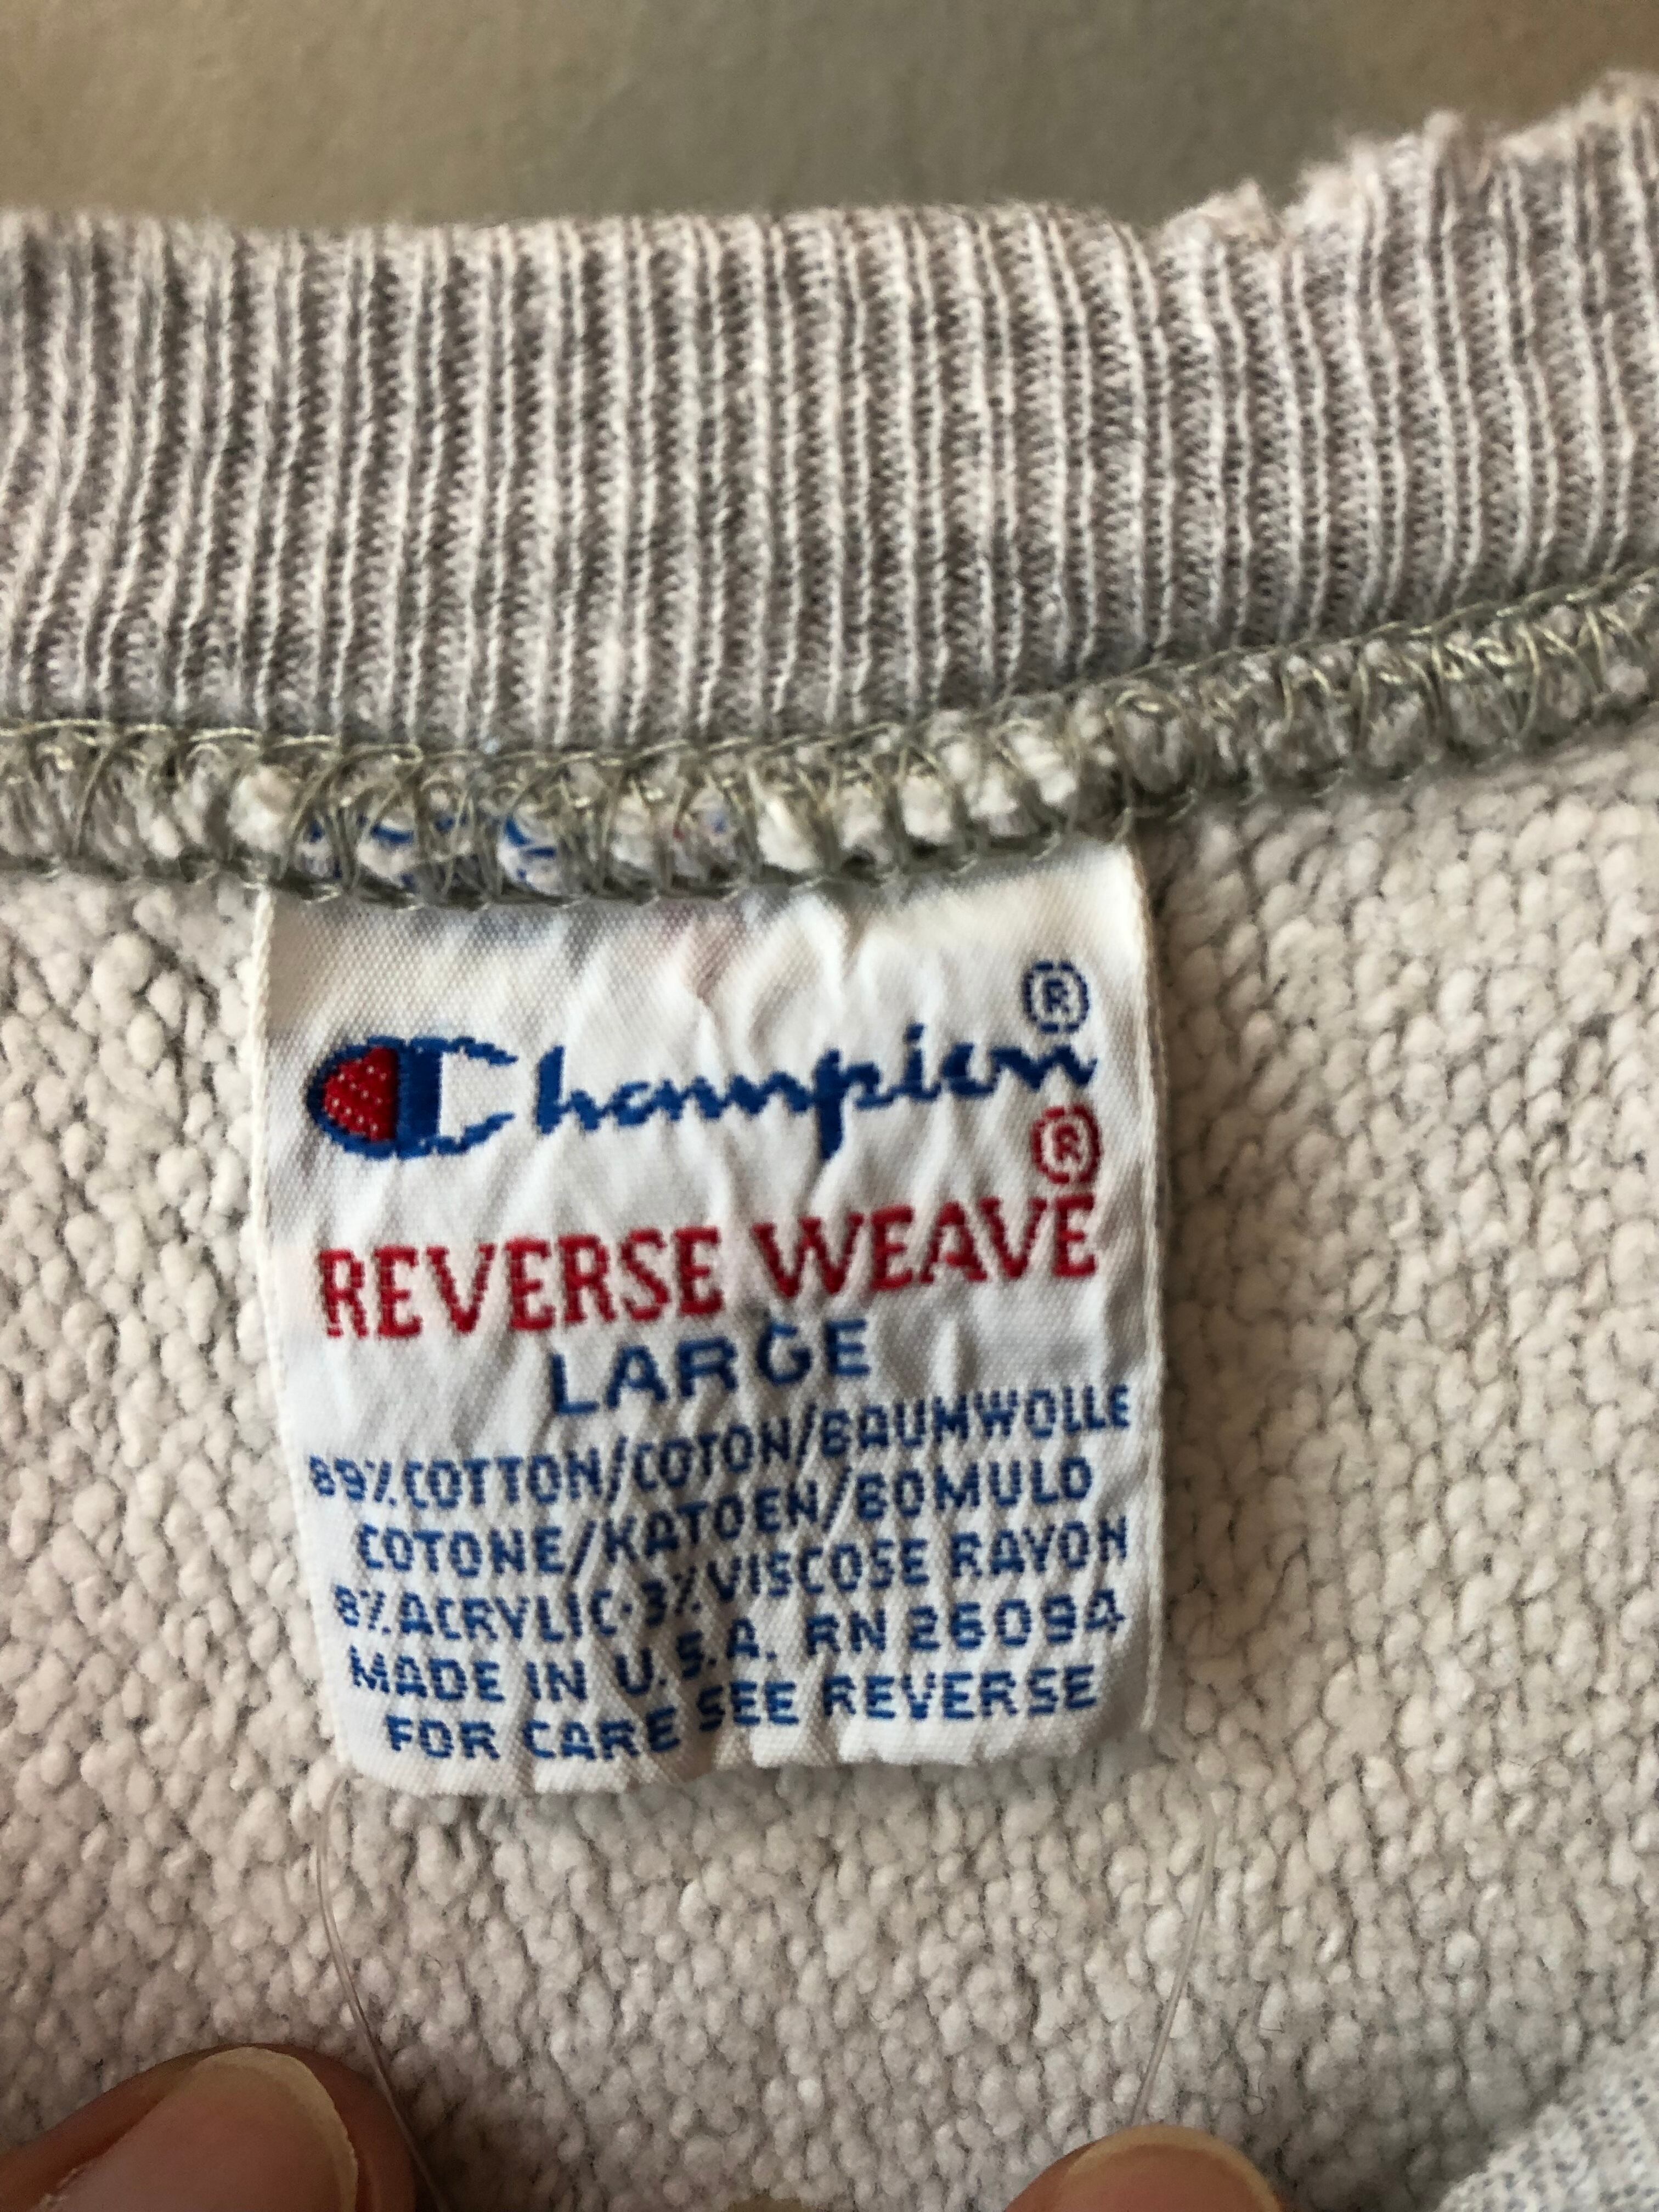 Champion®
REVERSE WEAVE®
LARGE
89% COTTON/COTON/BAUMWOLLE
COTONE/KATOEN/BOMULD
8% ACRYLIC·3% VISCOSE RAYON
MADE IN U.S.A. RN 26094
FOR CARE SEE REVERSE